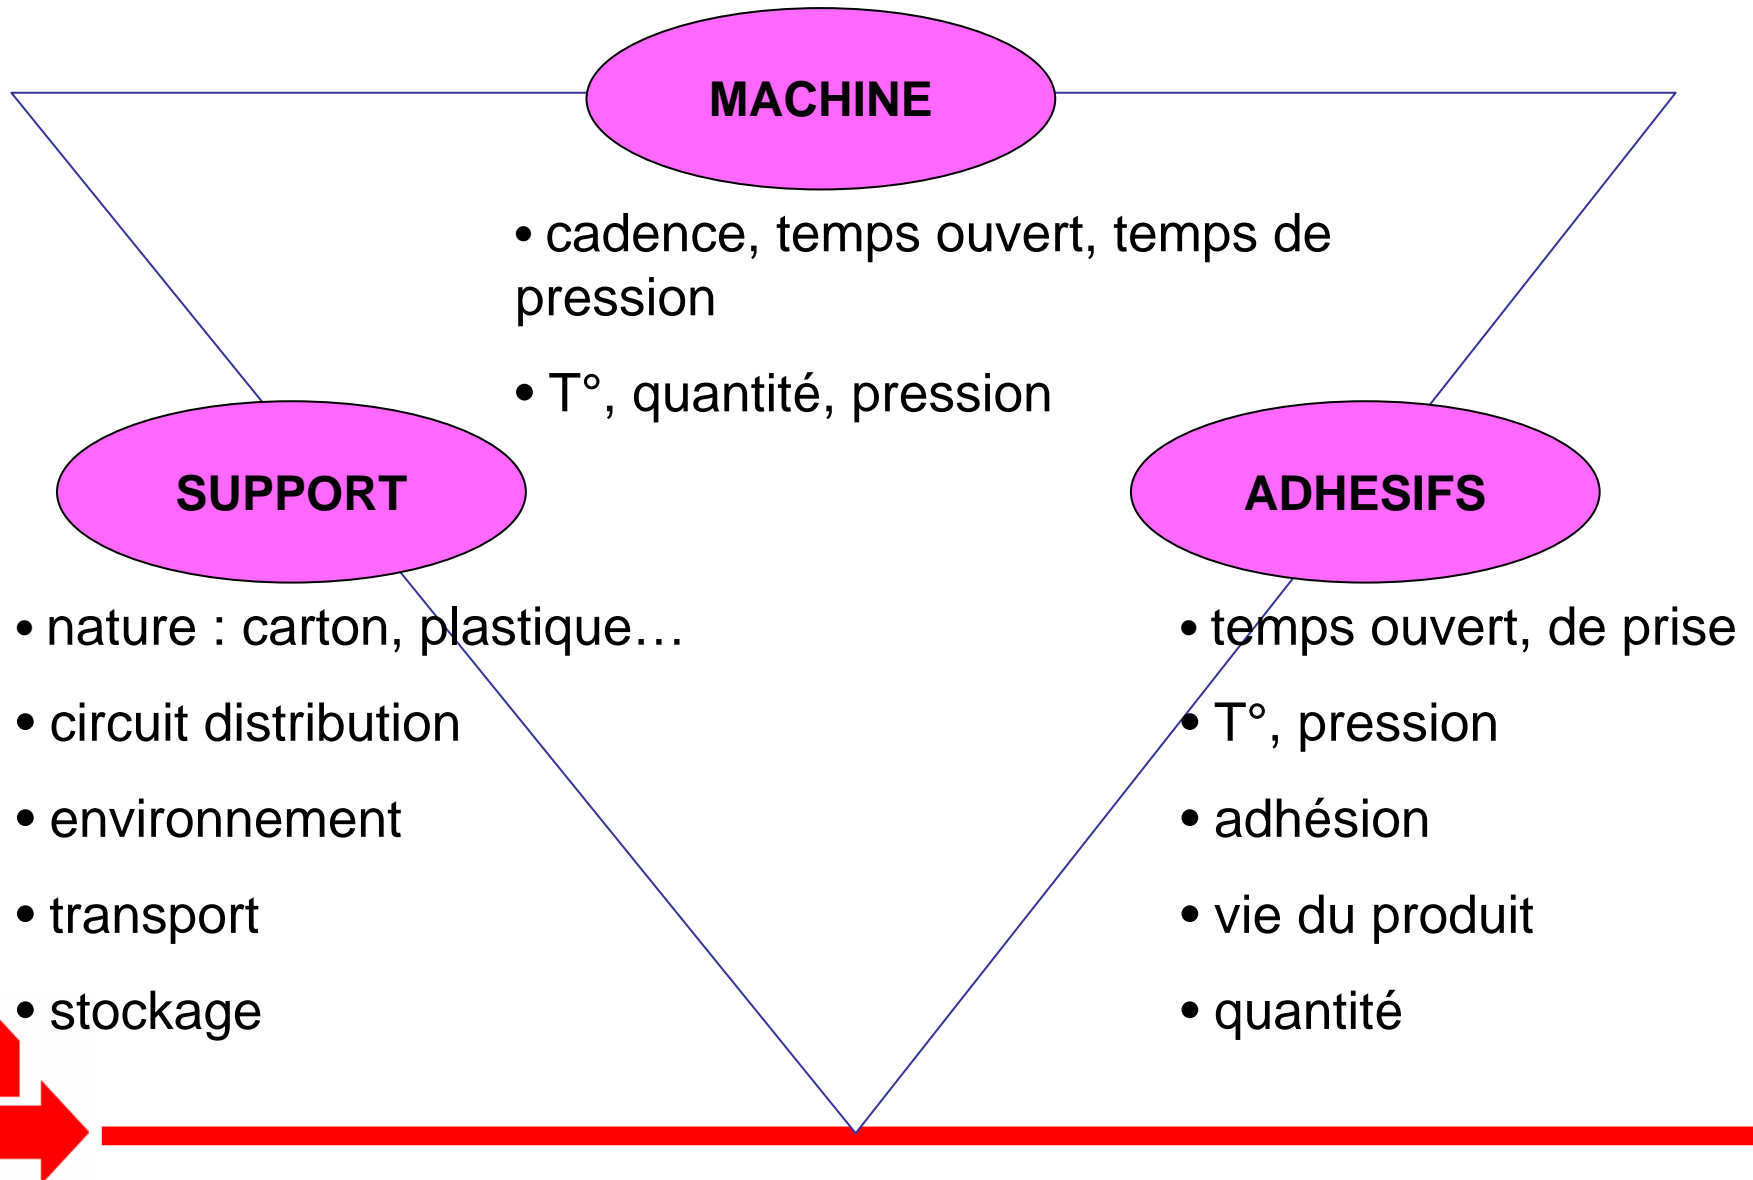 MACHINE
• cadence, temps ouvert, temps de
pression
• T°, quantité, pression
SUPPORT
• nature : carton, plastique…
• circuit distribution
• environnement
• transport
• stockage
ADHESIFS
• temps ouvert, de prise
• T°, pression
• adhésion
• vie du produit
• quantité